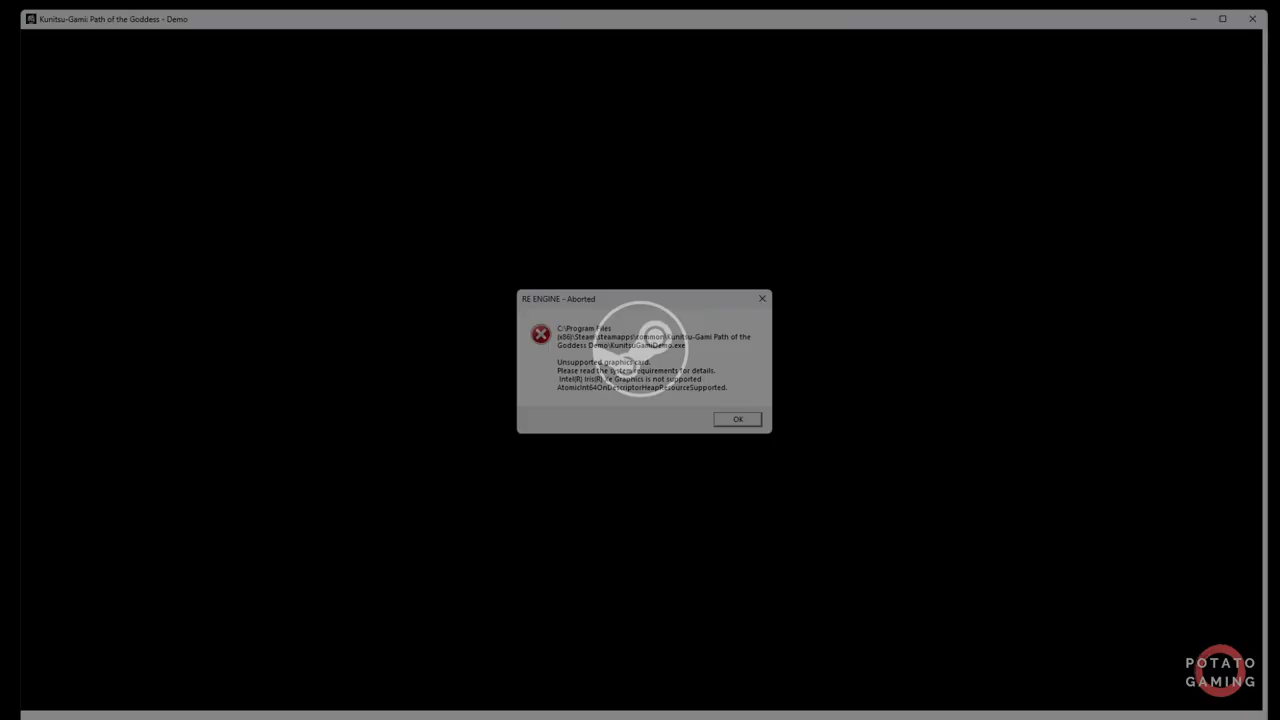 Kunitsu-Gami: Path of the Goddess - Demo
RE ENGINE - Aborted
C:\Program Files
(x86)\Steam\steamapps\common\Kunitsu-Gami Path of the
Goddess Demo\KunitsuGamiDemo.exe
Unsupported graphics card.
Please read the system requirements for details.
Intel(R) Iris(R) Xe Graphics is not supported
AtomicInt64OnDescriptorHeapResourceSupported.
OK
POTATO
GAMING